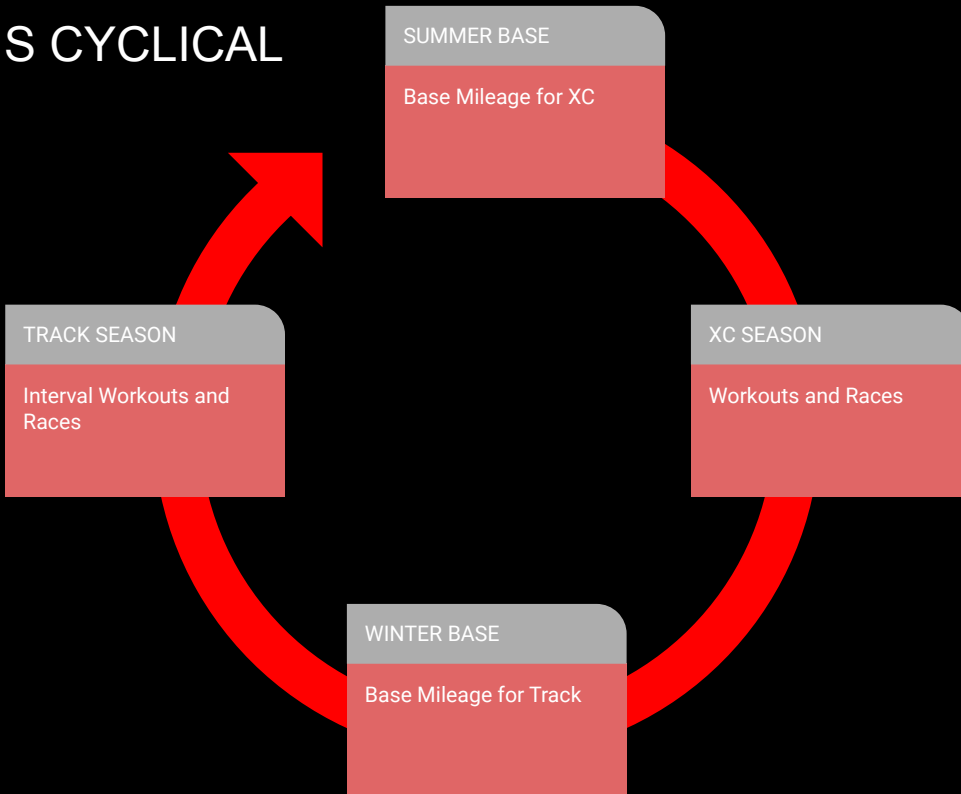 S CYCLICAL
SUMMER BASE
Base Mileage for XC
TRACK SEASON
Interval Workouts and
Races
XC SEASON
Workouts and Races
WINTER BASE
Base Mileage for Track